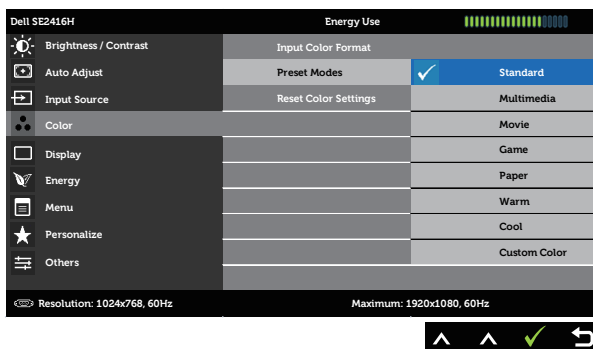 Dell SE2416H Energy Use
Brightness / Contrast Input Color Format
Auto Adjust Preset Modes Standard
Input Source Reset Color Settings Multimedia
Color Movie
Display Game
Energy Paper
Menu Warm
Personalize Cool
Others Custom Color
Resolution: 1024x768, 60Hz Maximum: 1920x1080, 60Hz